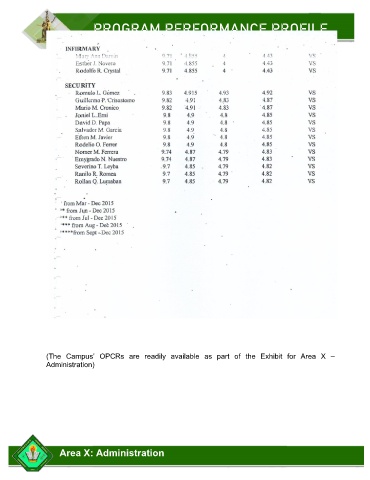 PROGRAM PERFORMANCE PROFILE
INFIRMARY
9.71 4.855 4 4.43 VS
Esther J. Novera 9.71 4.855 4 4.43 VS
Rodolfo R. Crystal 9.71 4.855 4 4.43 VS
SECURITY
Romulo L. Gomez 9.83 4.915 4.93 4.92 VS
Guillermo P. Crisostomo 9.82 4.91 4.83 4.87 VS
Mario M. Cronico 9.82 4.91 4.83 4.87 VS
Joniel L. Erni 9.8 4.9 4.8 4.85 VS
David D. Papa 9.8 4.9 4.8 4.85 VS
Salvador M. Garcia 9.8 4.9 4.8 4.85 VS
Efren M. Javier 9.8 4.9 4.8 4.85 VS
Rodelio O. Ferrer 9.8 4.9 4.8 4.85 VS
Nomer M. Ferrera 9.74 4.87 4.79 4.83 VS
Emygrado N. Nuestro 9.74 4.87 4.79 4.83 VS
Severino T. Leyba 9.7 4.85 4.79 4.82 VS
Ranilo R. Romea 9.7 4.85 4.79 4.82 VS
Rollan Q. Lumaban 9.7 4.85 4.79 4.82 VS
* from Mar - Dec 2015
** from Jun - Dec 2015
*** from Jul - Dec 2015
**** from Aug - Dec 2015
*****from Sept - Dec 2015
(The Campus' OPCRs are readily available as part of the Exhibit for Area X –
Administration)
Area X: Administration